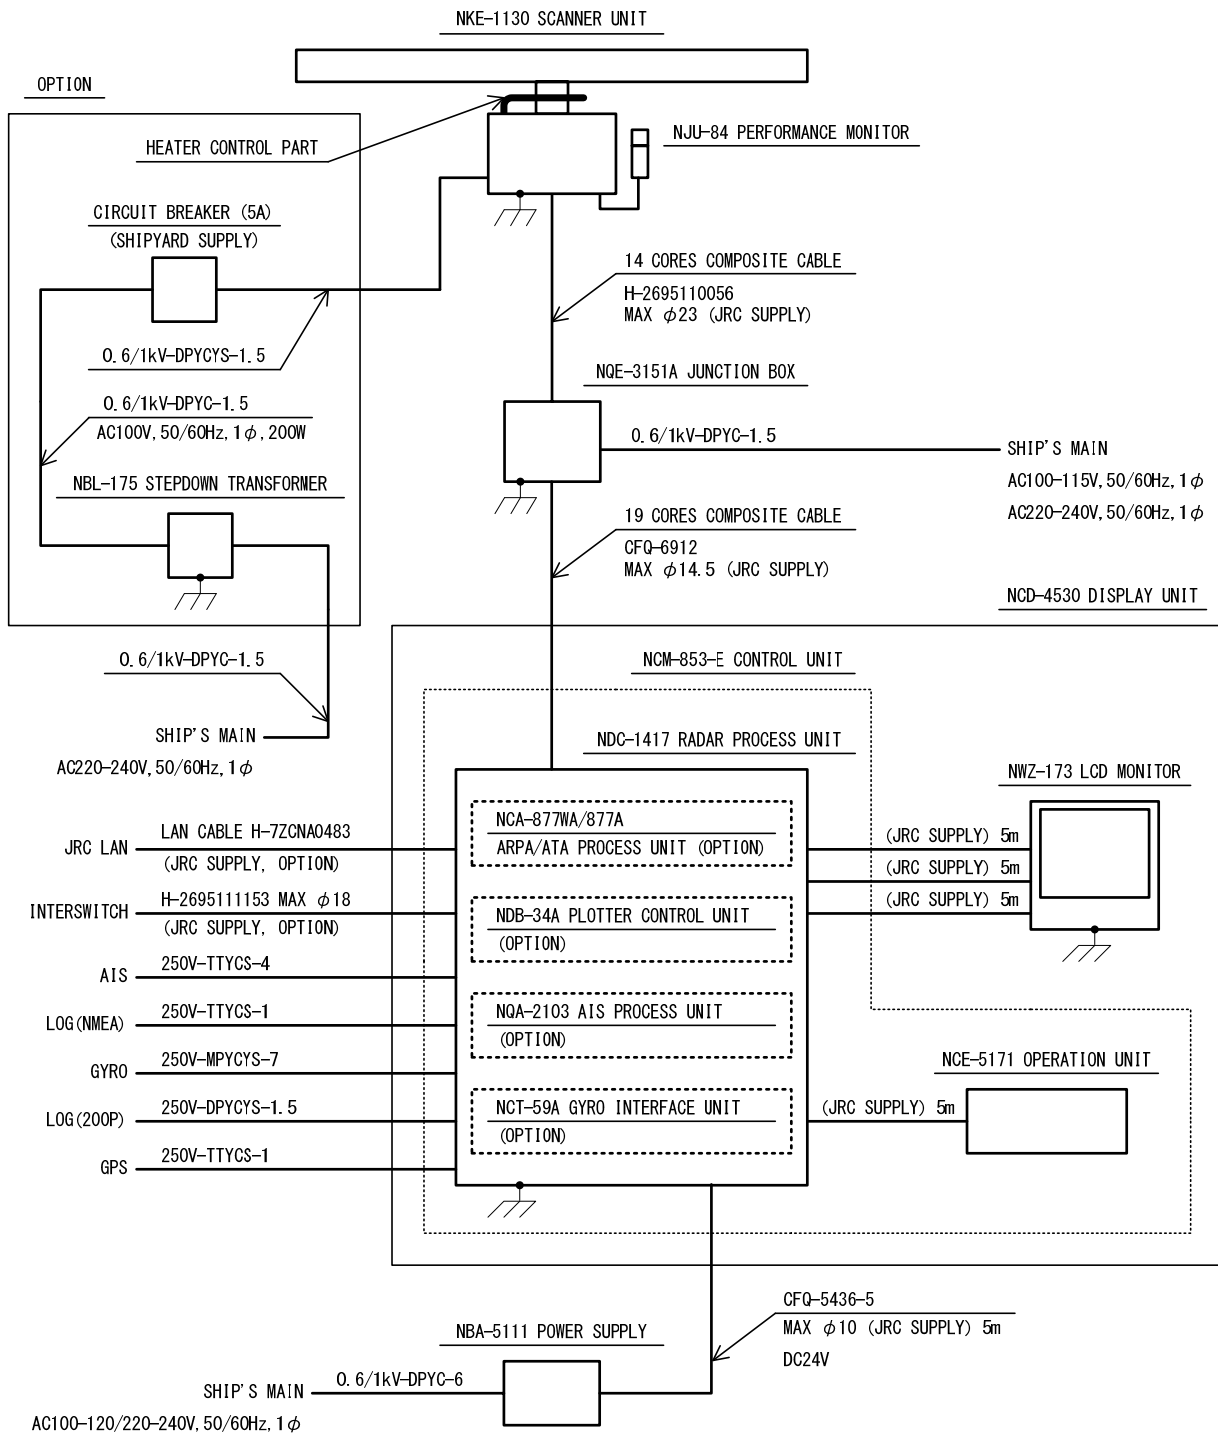 NKE-1130 SCANNER UNIT
OPTION
HEATER CONTROL PART
NJU-84 PERFORMANCE MONITOR
CIRCUIT BREAKER (5A)
(SHIPYARD SUPPLY)
14 CORES COMPOSITE CABLE
H-2695110056
MAX φ23 (JRC SUPPLY)
0.6/1kV-DPYCYS-1.5
NQE-3151A JUNCTION BOX
0.6/1kV-DPYC-1.5
AC100V,50/60Hz,1φ,200W
0.6/1kV-DPYC-1.5
SHIP'S MAIN
AC100-115V,50/60Hz,1φ
AC220-240V,50/60Hz,1φ
NBL-175 STEPDOWN TRANSFORMER
19 CORES COMPOSITE CABLE
CFQ-6912
MAX φ14.5 (JRC SUPPLY)
NCD-4530 DISPLAY UNIT
0.6/1kV-DPYC-1.5
NCM-853-E CONTROL UNIT
SHIP'S MAIN
AC220-240V,50/60Hz,1φ
NDC-1417 RADAR PROCESS UNIT
NWZ-173 LCD MONITOR
NCA-877WA/877A
ARPA/ATA PROCESS UNIT (OPTION)
JRC LAN
LAN CABLE H-7ZCNA0483
(JRC SUPPLY, OPTION)
(JRC SUPPLY) 5m
(JRC SUPPLY) 5m
(JRC SUPPLY) 5m
INTERSWITCH
H-2695111153 MAX φ18
(JRC SUPPLY, OPTION)
NDB-34A PLOTTER CONTROL UNIT
(OPTION)
AIS
250V-TTYCS-4
LOG(NMEA)
250V-TTYCS-1
NQA-2103 AIS PROCESS UNIT
(OPTION)
GYRO
250V-MPYCYS-7
NCE-5171 OPERATION UNIT
LOG(200P)
250V-DPYCYS-1.5
NCT-59A GYRO INTERFACE UNIT
(OPTION)
(JRC SUPPLY) 5m
GPS
250V-TTYCS-1
CFQ-5436-5
MAX φ10 (JRC SUPPLY) 5m
DC24V
NBA-5111 POWER SUPPLY
SHIP'S MAIN
0.6/1kV-DPYC-6
AC100-120/220-240V,50/60Hz,1φ